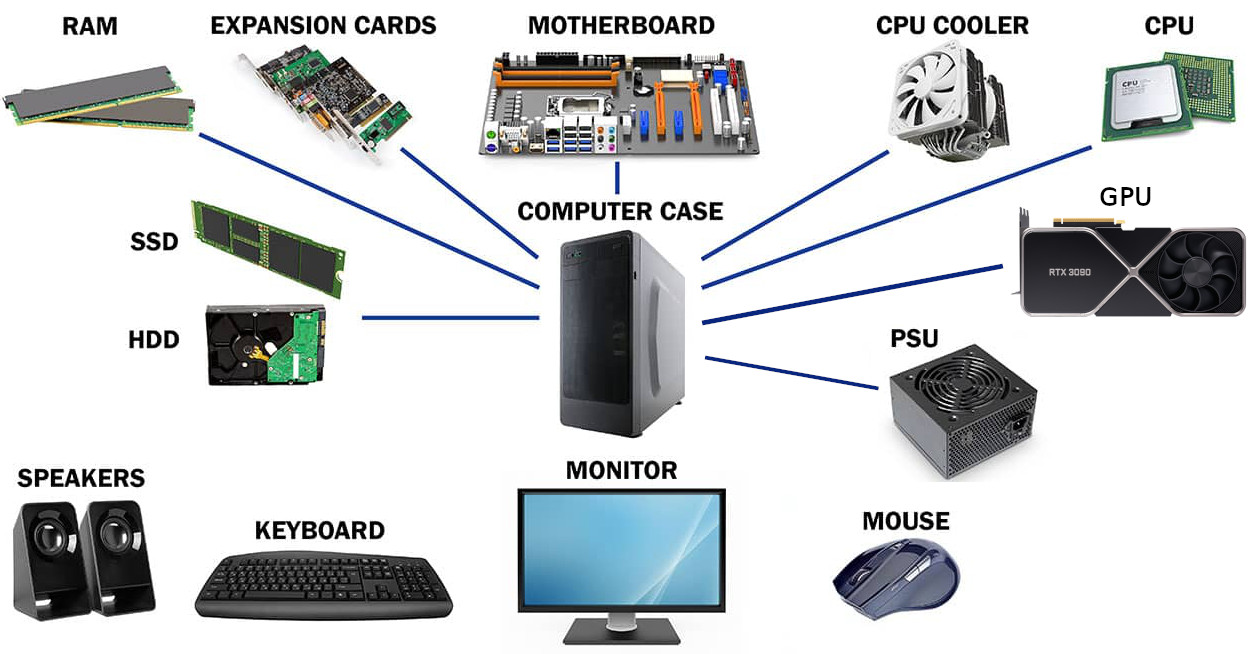 RAM
EXPANSION CARDS
MOTHERBOARD
CPU COOLER
CPU
CPU
GPU
COMPUTER CASE
SSD
RTX 3090
HDD
PSU
SPEAKERS
MONITOR
KEYBOARD
MOUSE